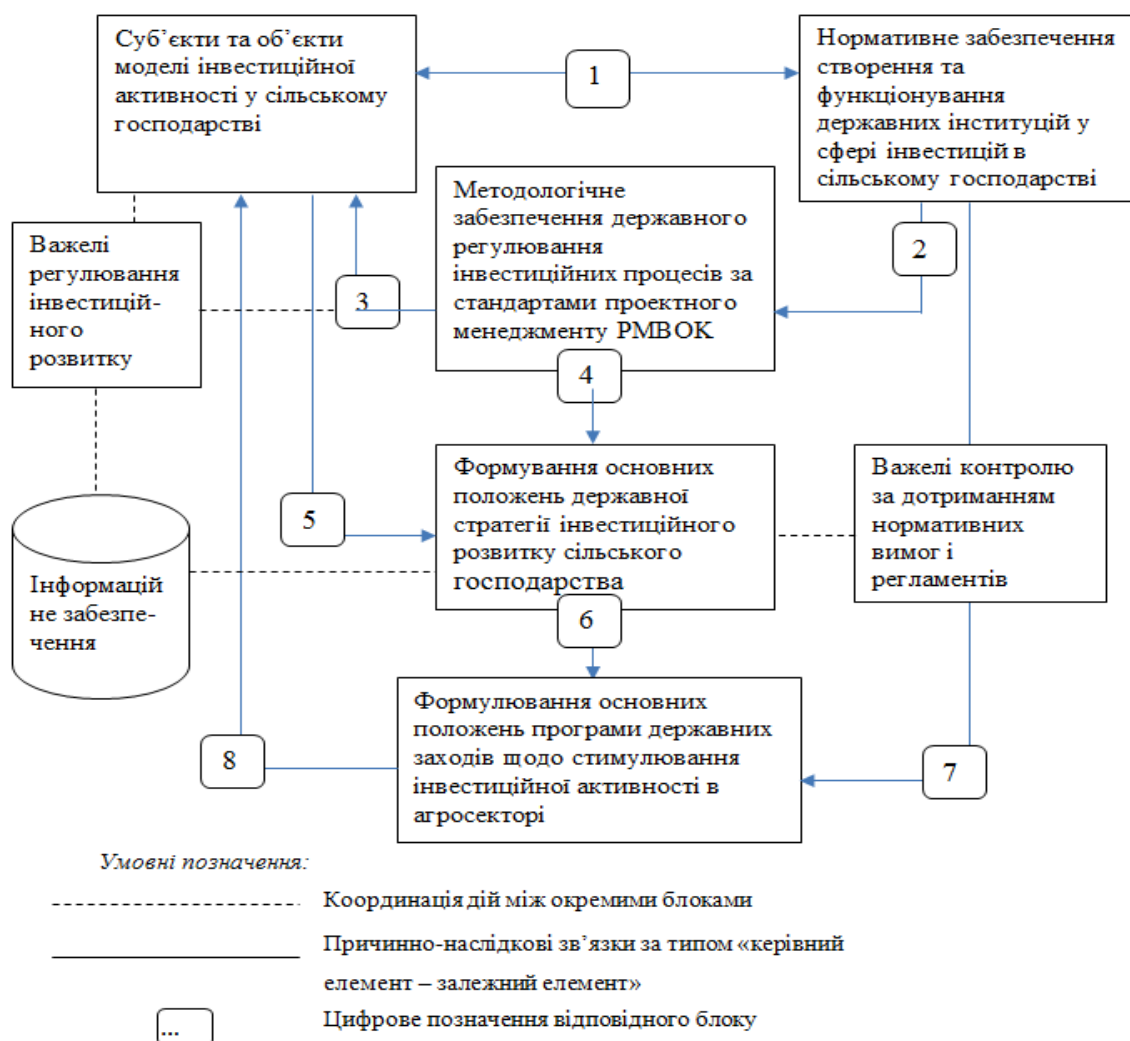 Суб’єкти та об’єкти
моделі інвестиційної
активності у сільському
господарстві
1
Нормативне забезпечення
створення та
функціонування
державних інституцій у
сфері інвестицій в
сільському господарстві
Важелі
регулювання
інвестицій-
ного
розвитку
3
Методологічне
забезпечення державного
регулювання
інвестиційних процесів за
стандартами проектного
менеджменту PMBOK
2
4
Інформацій
не забезпе-
чення
5
Формування основних
положень державної
стратегії інвестиційного
розвитку сільського
господарства
Важелі контролю
за дотриманням
нормативних
вимог і
регламентів
6
8
Формулювання основних
положень програми державних
заходів щодо стимулювання
інвестиційної активності в
агросекторі
7
Умовні позначення:
Координація дій між окремими блоками
Причинно-наслідкові зв’язки за типом «керівний
елемент – залежний елемент»
...
Цифрове позначення відповідного блоку